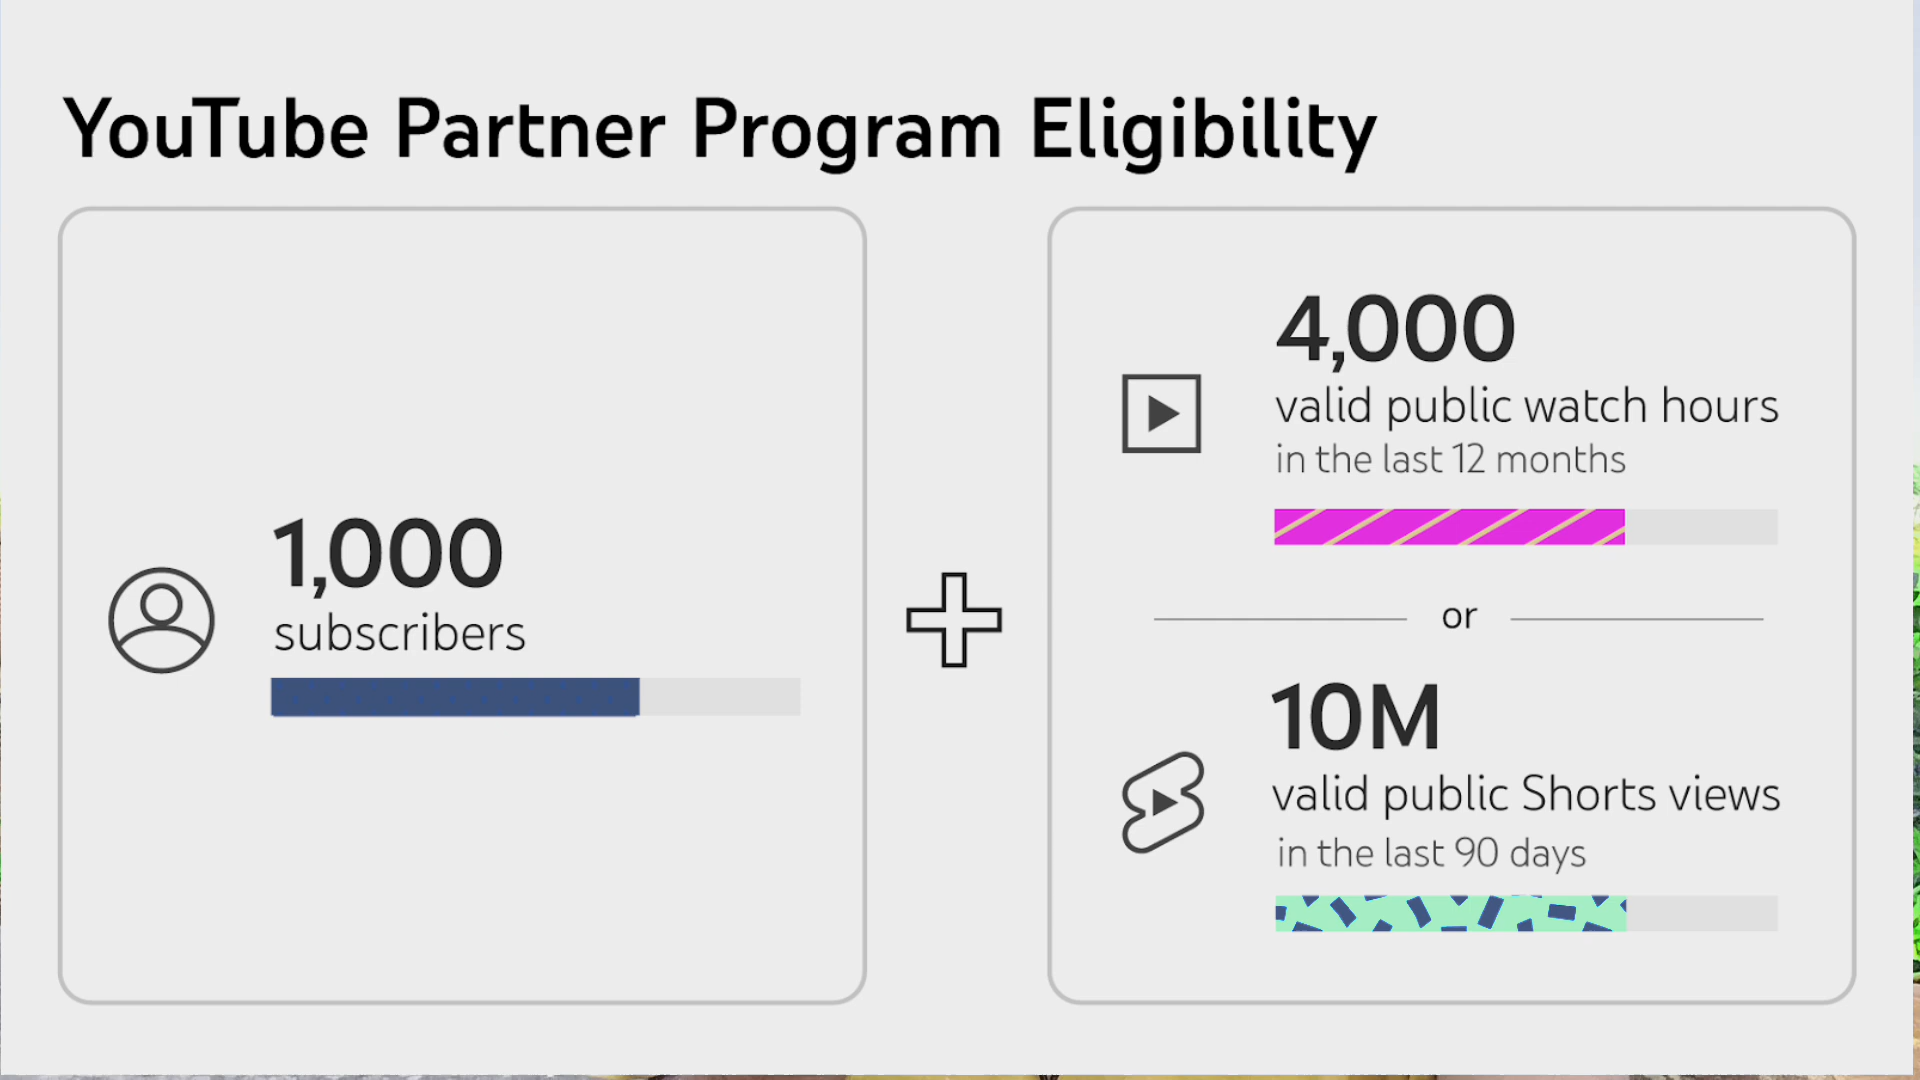 YouTube Partner Program Eligibility
1,000
subscribers
4,000
valid public watch hours
in the last 12 months
or
10M
valid public Shorts views
in the last 90 days